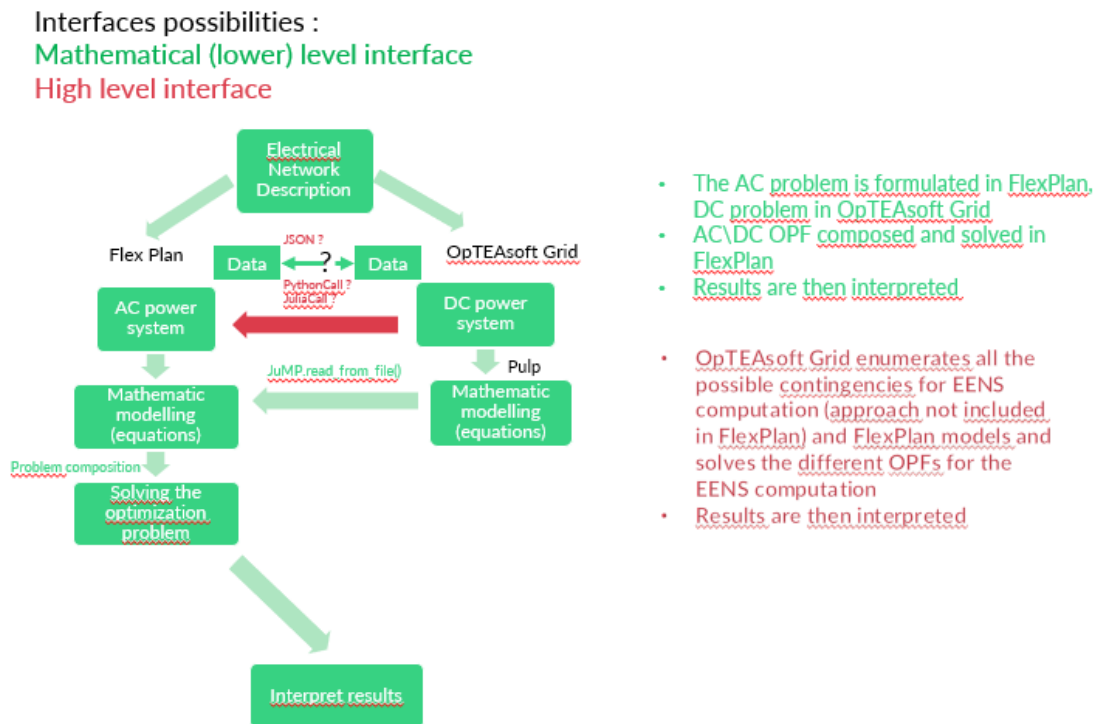 Interfaces possibilities :
Mathematical (lower) level interface
High level interface
Electrical
Network
Description
Flex Plan
JSON ?
OpTEAsoft Grid
Data
?
Data
PythonCall ?
JuliaCall ?
AC power
system
DC power
system
Pulp
JuMP.read_from_file()
Mathematic
modelling
(equations)
Mathematic
modelling
(equations)
Problem composition
Solving the
optimization
problem
Interpret results
• The AC problem is formulated in FlexPlan,
DC problem in OpTEAsoft Grid
• AC\DC OPF composed and solved in
FlexPlan
• Results are then interpreted
• OpTEAsoft Grid enumerates all the
possible contingencies for EENS
computation (approach not included
in FlexPlan) and FlexPlan models and
solves the different OPFs for the
EENS computation
• Results are then interpreted